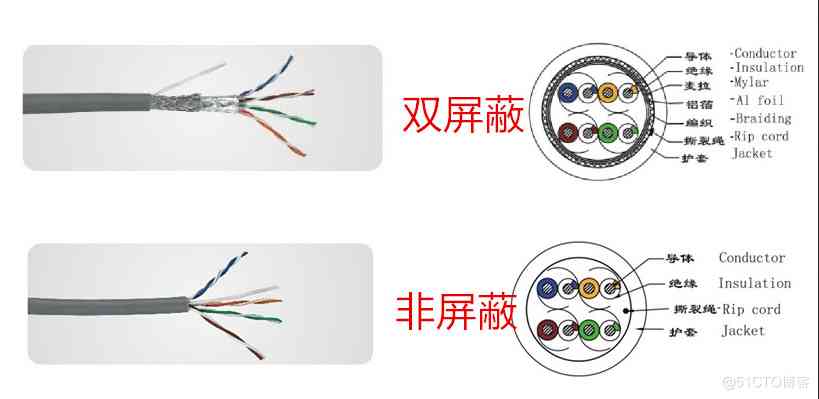 双屏蔽
导体 -Conductor
绝缘 -Insulation
麦拉 -Mylar
铝箔 -Al foil
编织 -Braiding
撕裂绳 -Rip cord
护套 Jacket
非屏蔽
导体 Conductor
绝缘 Insulation
撕裂绳-Rip cord
护套 Jacket
@51CTO博客